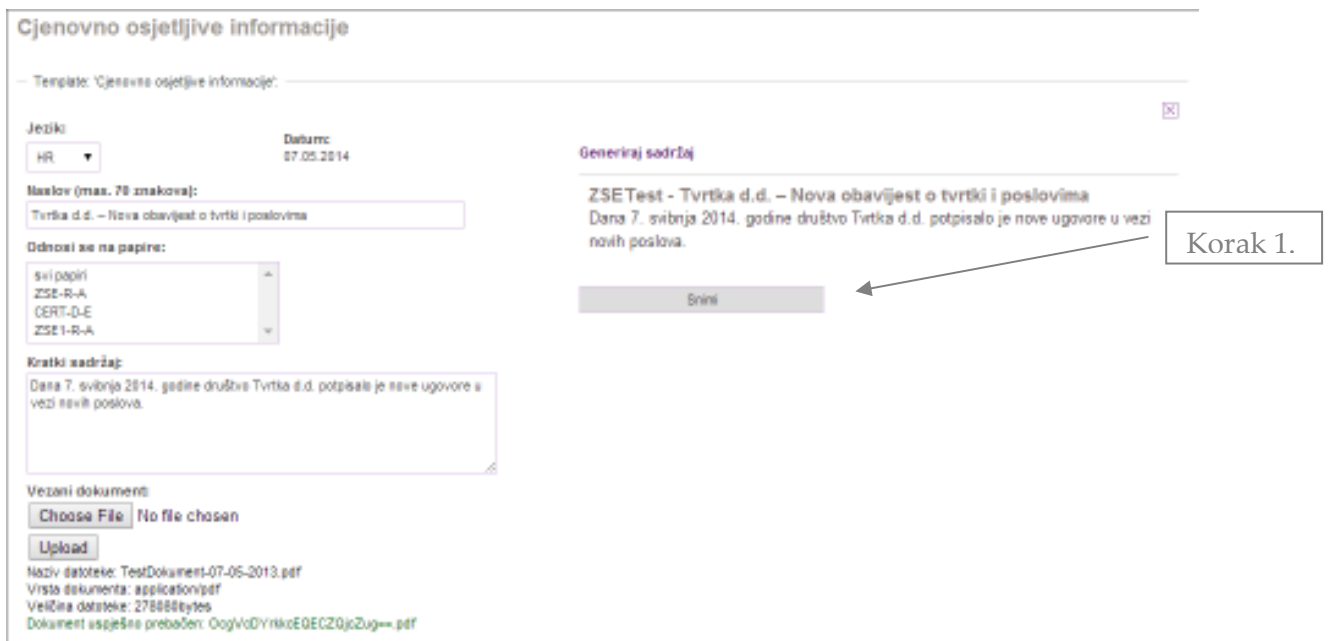 Cjenovno osjetljive informacije
Template: 'Cjenovno osjetljive informacije':
Jezik:
HR
Datum:
07.05.2014
Naslov (max. 70 znakova):
Tvrtka d.d. – Nova obavijest o tvrtki i poslovima
Odnosi se na papire:
svi papiri
ZSE-R-A
CERT-D-E
ZSE1-R-A
Kratki sadržaj:
Dana 7. svibnja 2014. godine društvo Tvrtka d.d. potpisalo je nove ugovore u
vezi novih poslova.
Vezani dokument:
Choose File No file chosen
Upload
Naziv datoteke: TestDokument-07-05-2013.pdf
Vrsta dokumenta: application/pdf
Veličina datoteke:
Dokument uspješno prebačen:
Generiraj sadržaj
ZSETest - Tvrtka d.d. – Nova obavijest o tvrtki i poslovima
Dana 7. svibnja 2014. godine društvo Tvrtka d.d. potpisalo je nove ugovore u vezi
novih poslova.
Snimi
Korak 1.